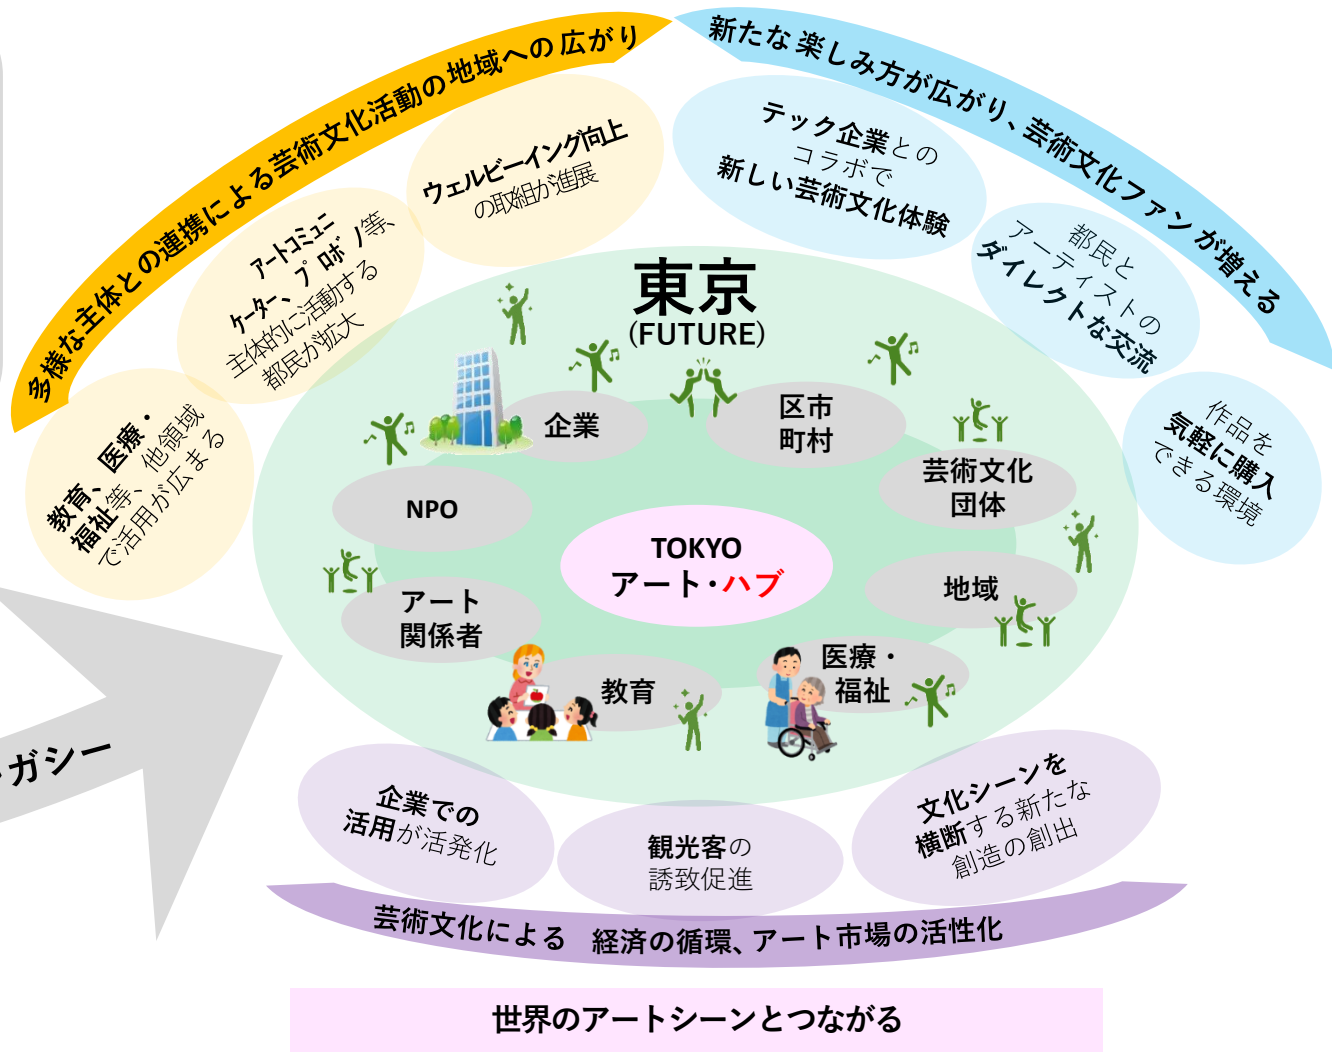 多様な主体との連携による芸術文化活動の地域への広がり
新たな楽しみ方が広がり、芸術文化ファンが増える
ウェルビーイング向上
の取組が進展
アートコミュニ
ケーター、プロボノ等、
主体的に活動する
都民が拡大
教育、医療・
福祉等、他領域
で活用が広まる
テック企業との
コラボで
新しい芸術文化体験
都民と
アーティストの
ダイレクトな交流
作品を
気軽に購入
できる環境
東京
(FUTURE)
企業
区市
町村
NPO
芸術文化
団体
TOKYO
アート・ハブ
アート
関係者
地域
教育
医療・
福祉
ガシー
企業での
活用が活発化
観光客の
誘致促進
文化シーンを
横断する新たな
創造の創出
芸術文化による 経済の循環、アート市場の活性化
世界のアートシーンとつながる